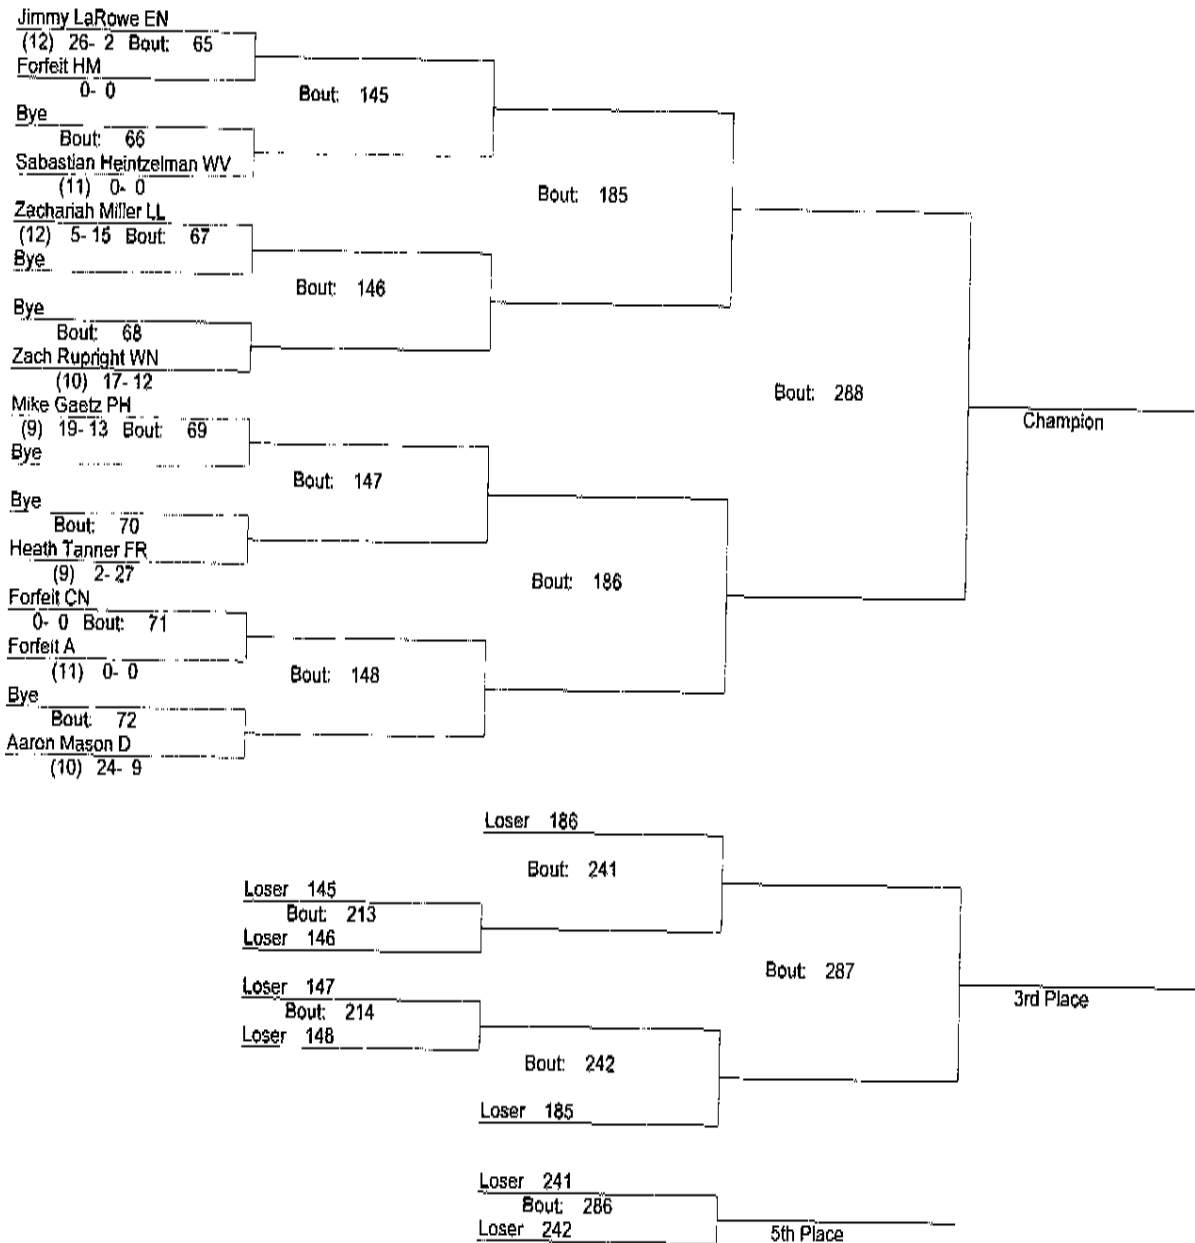 Jimmy LaRowe EN
(12) 26- 2 Bout: 65
Forfeit HM
0- 0
Bout: 145
Bye
Bout: 66
Sabastian Heintzelman WV
(11) 0- 0
Bout: 185
Zachariah Miller LL
(12) 5- 15 Bout: 67
Bye
Bout: 146
Bye
Bout: 68
Zach Rupright WN
(10) 17- 12
Bout: 288
Champion
Mike Gaetz PH
(9) 19- 13 Bout: 69
Bye
Bout: 147
Bye
Bout: 70
Heath Tanner FR
(9) 2- 27
Bout: 186
Forfeit CN
0- 0 Bout: 71
Forfeit A
(11) 0- 0
Bout: 148
Bye
Bout: 72
Aaron Mason D
(10) 24- 9
Loser 186
Bout: 241
Loser 145
Bout: 213
Loser 146
Bout: 287
3rd Place
Loser 147
Bout: 214
Loser 148
Bout: 242
Loser 185
Loser 241
Bout: 286
Loser 242
5th Place